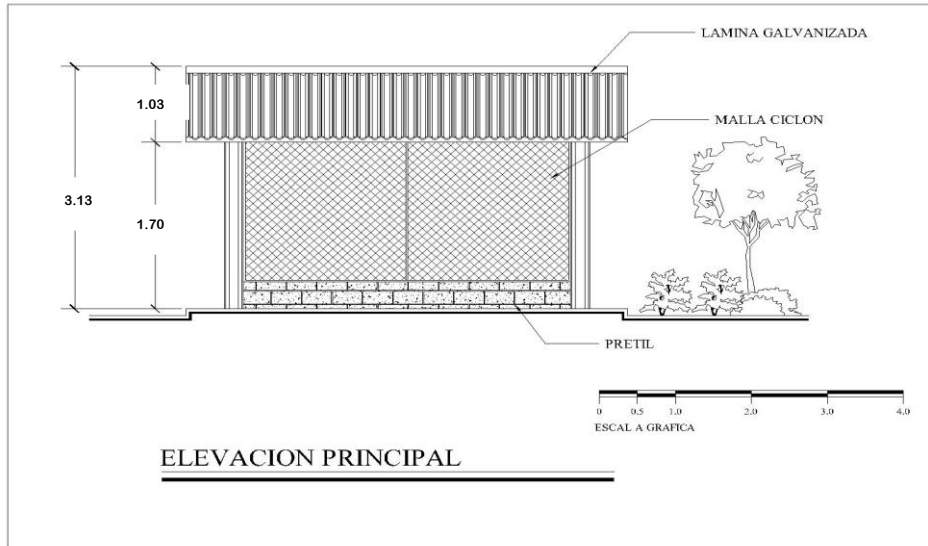 LAMINA GALVANIZADA
1.03
MALLA CICLON
3.13
1.70
PRETIL
0 0.5 1.0 2.0 3.0 4.0
ESCAL A GRAFICA
ELEVACION PRINCIPAL